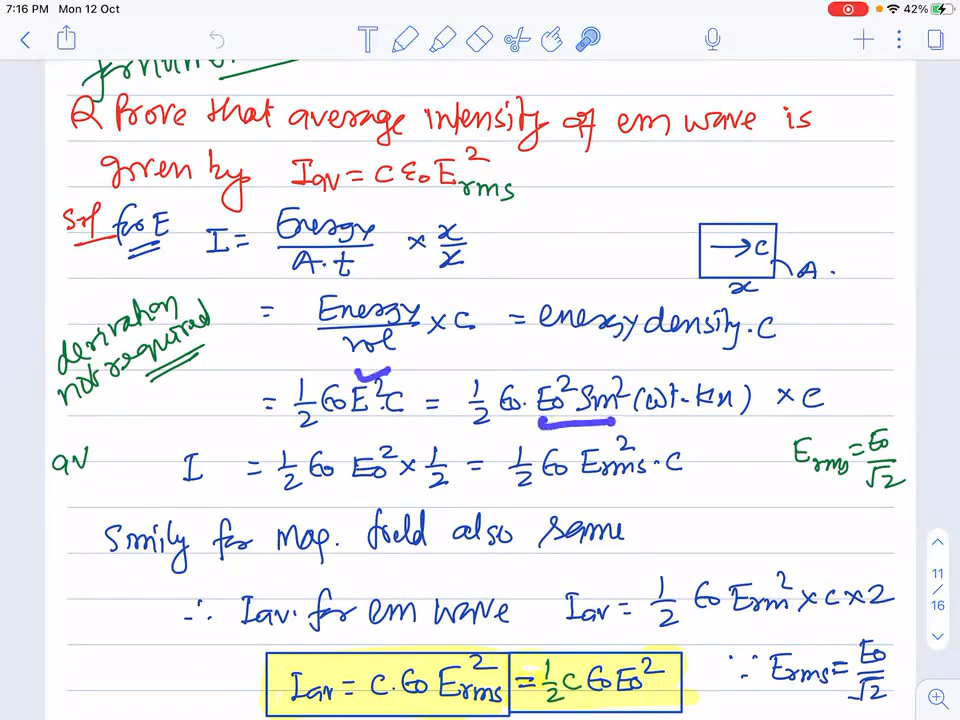 7:16 PM Mon 12 Oct 42%
Q Prove that average intensity of em wave is
given by Iav = c ε0 E²rms
Sol for E I = Energy / A.t × x/x
→ c A.
x
= Energy / vol × c = energy density . c
derivation not required
= 1/2 ε0 E². c = 1/2 ε0. E0² Sin² (ωt - kx) × c
av I = 1/2 ε0 E0² × 1/2 = 1/2 ε0 Erms² . c Erms = E0/√2
Simily for mag. field also same
∴ Iav. for em wave Iav = 1/2 ε0 Erm² × c × 2
Iav = c. ε0 Erms² = 1/2 c ε0 E0² ∵ Erms = E0/√2
11 / 16